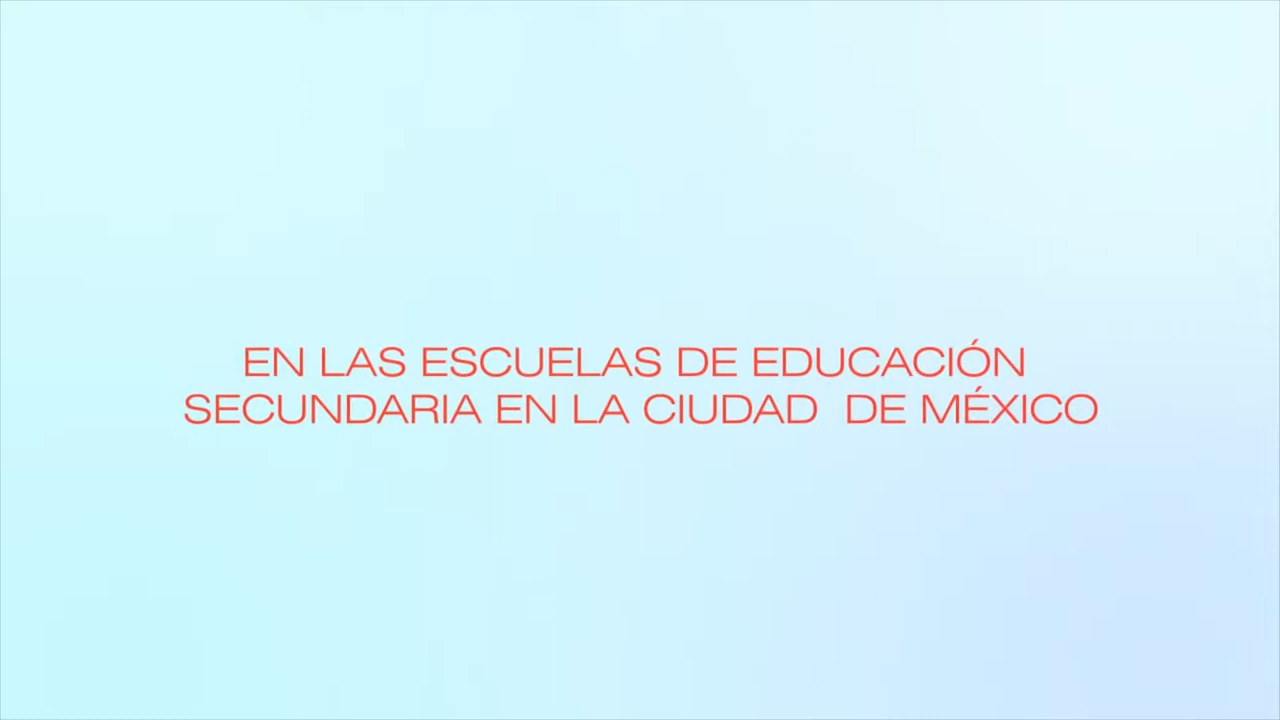 EN LAS ESCUELAS DE EDUCACIÓN
SECUNDARIA EN LA CIUDAD  DE MÉXICO